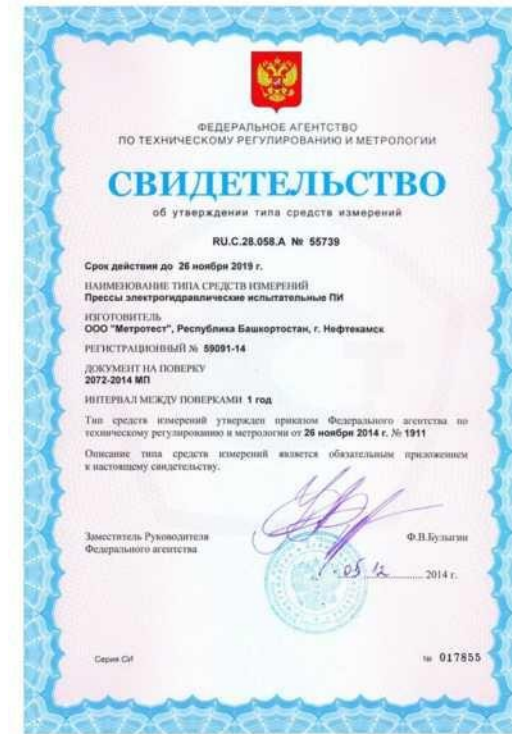 ФЕДЕРАЛЬНОЕ АГЕНТСТВО
ПО ТЕХНИЧЕСКОМУ РЕГУЛИРОВАНИЮ И МЕТРОЛОГИИ
СВИДЕТЕЛЬСТВО
об утверждении типа средств измерений
RU.C.28.058.A № 55739
Срок действия до 26 ноября 2019 г.
НАИМЕНОВАНИЕ ТИПА СРЕДСТВ ИЗМЕРЕНИЙ
Прессы электрогидравлические испытательные ПИ
ИЗГОТОВИТЕЛЬ
ООО "Метротест", Республика Башкортостан, г. Нефтекамск
РЕГИСТРАЦИОННЫЙ № 59091-14
ДОКУМЕНТ НА ПОВЕРКУ
2072-2014 МП
ИНТЕРВАЛ МЕЖДУ ПОВЕРКАМИ 1 год
Тип средств измерений утвержден приказом Федерального агентства по
техническому регулированию и метрологии от 26 ноября 2014 г. № 1911
Описание типа средств измерений является обязательным приложением
к настоящему свидетельству.
Заместитель Руководителя
Федерального агентства
Ф.В.Булыгин
05 12 2014 г.
Серия СИ
№ 017855